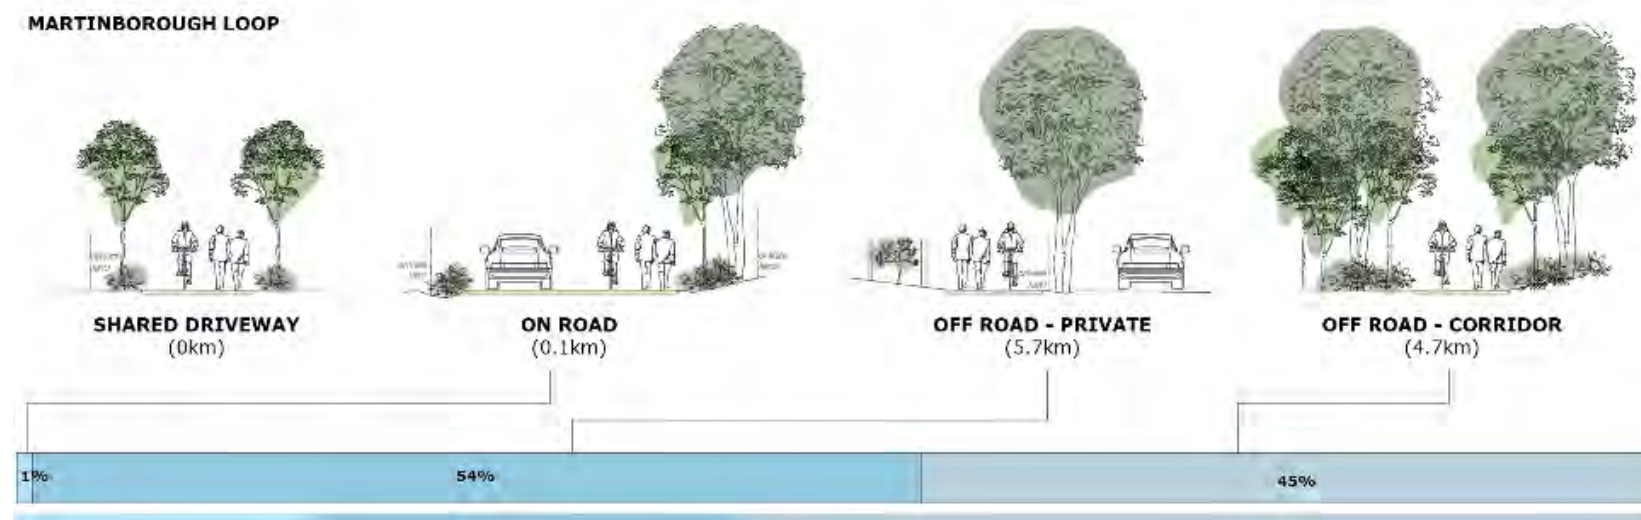 MARTINBOROUGH LOOP
SHARED DRIVEWAY
(0km)
ON ROAD
(0.1km)
OFF ROAD - PRIVATE
(5.7km)
OFF ROAD - CORRIDOR
(4.7km)
1%
54%
45%